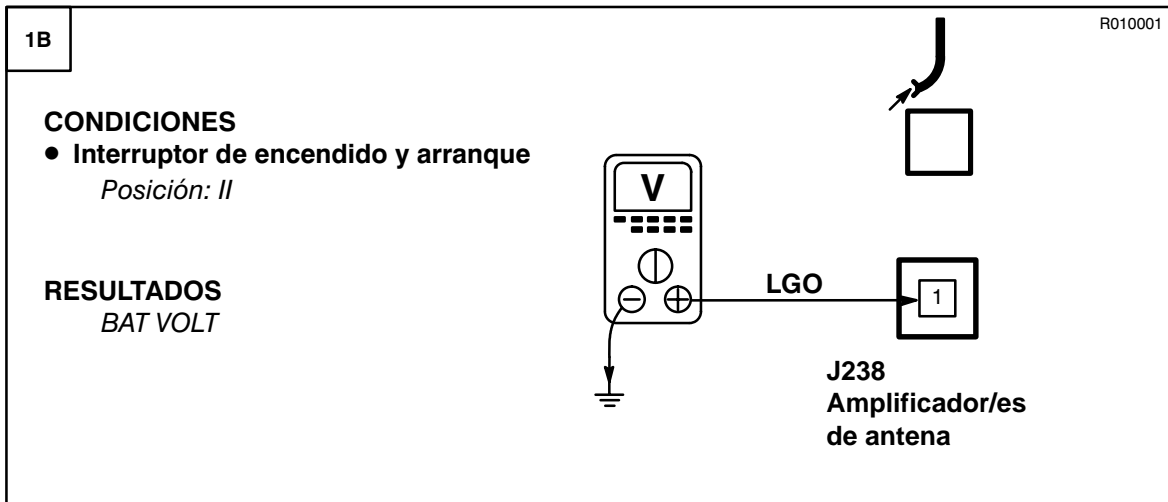 1B
R010001
CONDICIONES
● Interruptor de encendido y arranque
Posición: II
V
RESULTADOS
BAT VOLT
LGO
1
J238
Amplificador/es
de antena